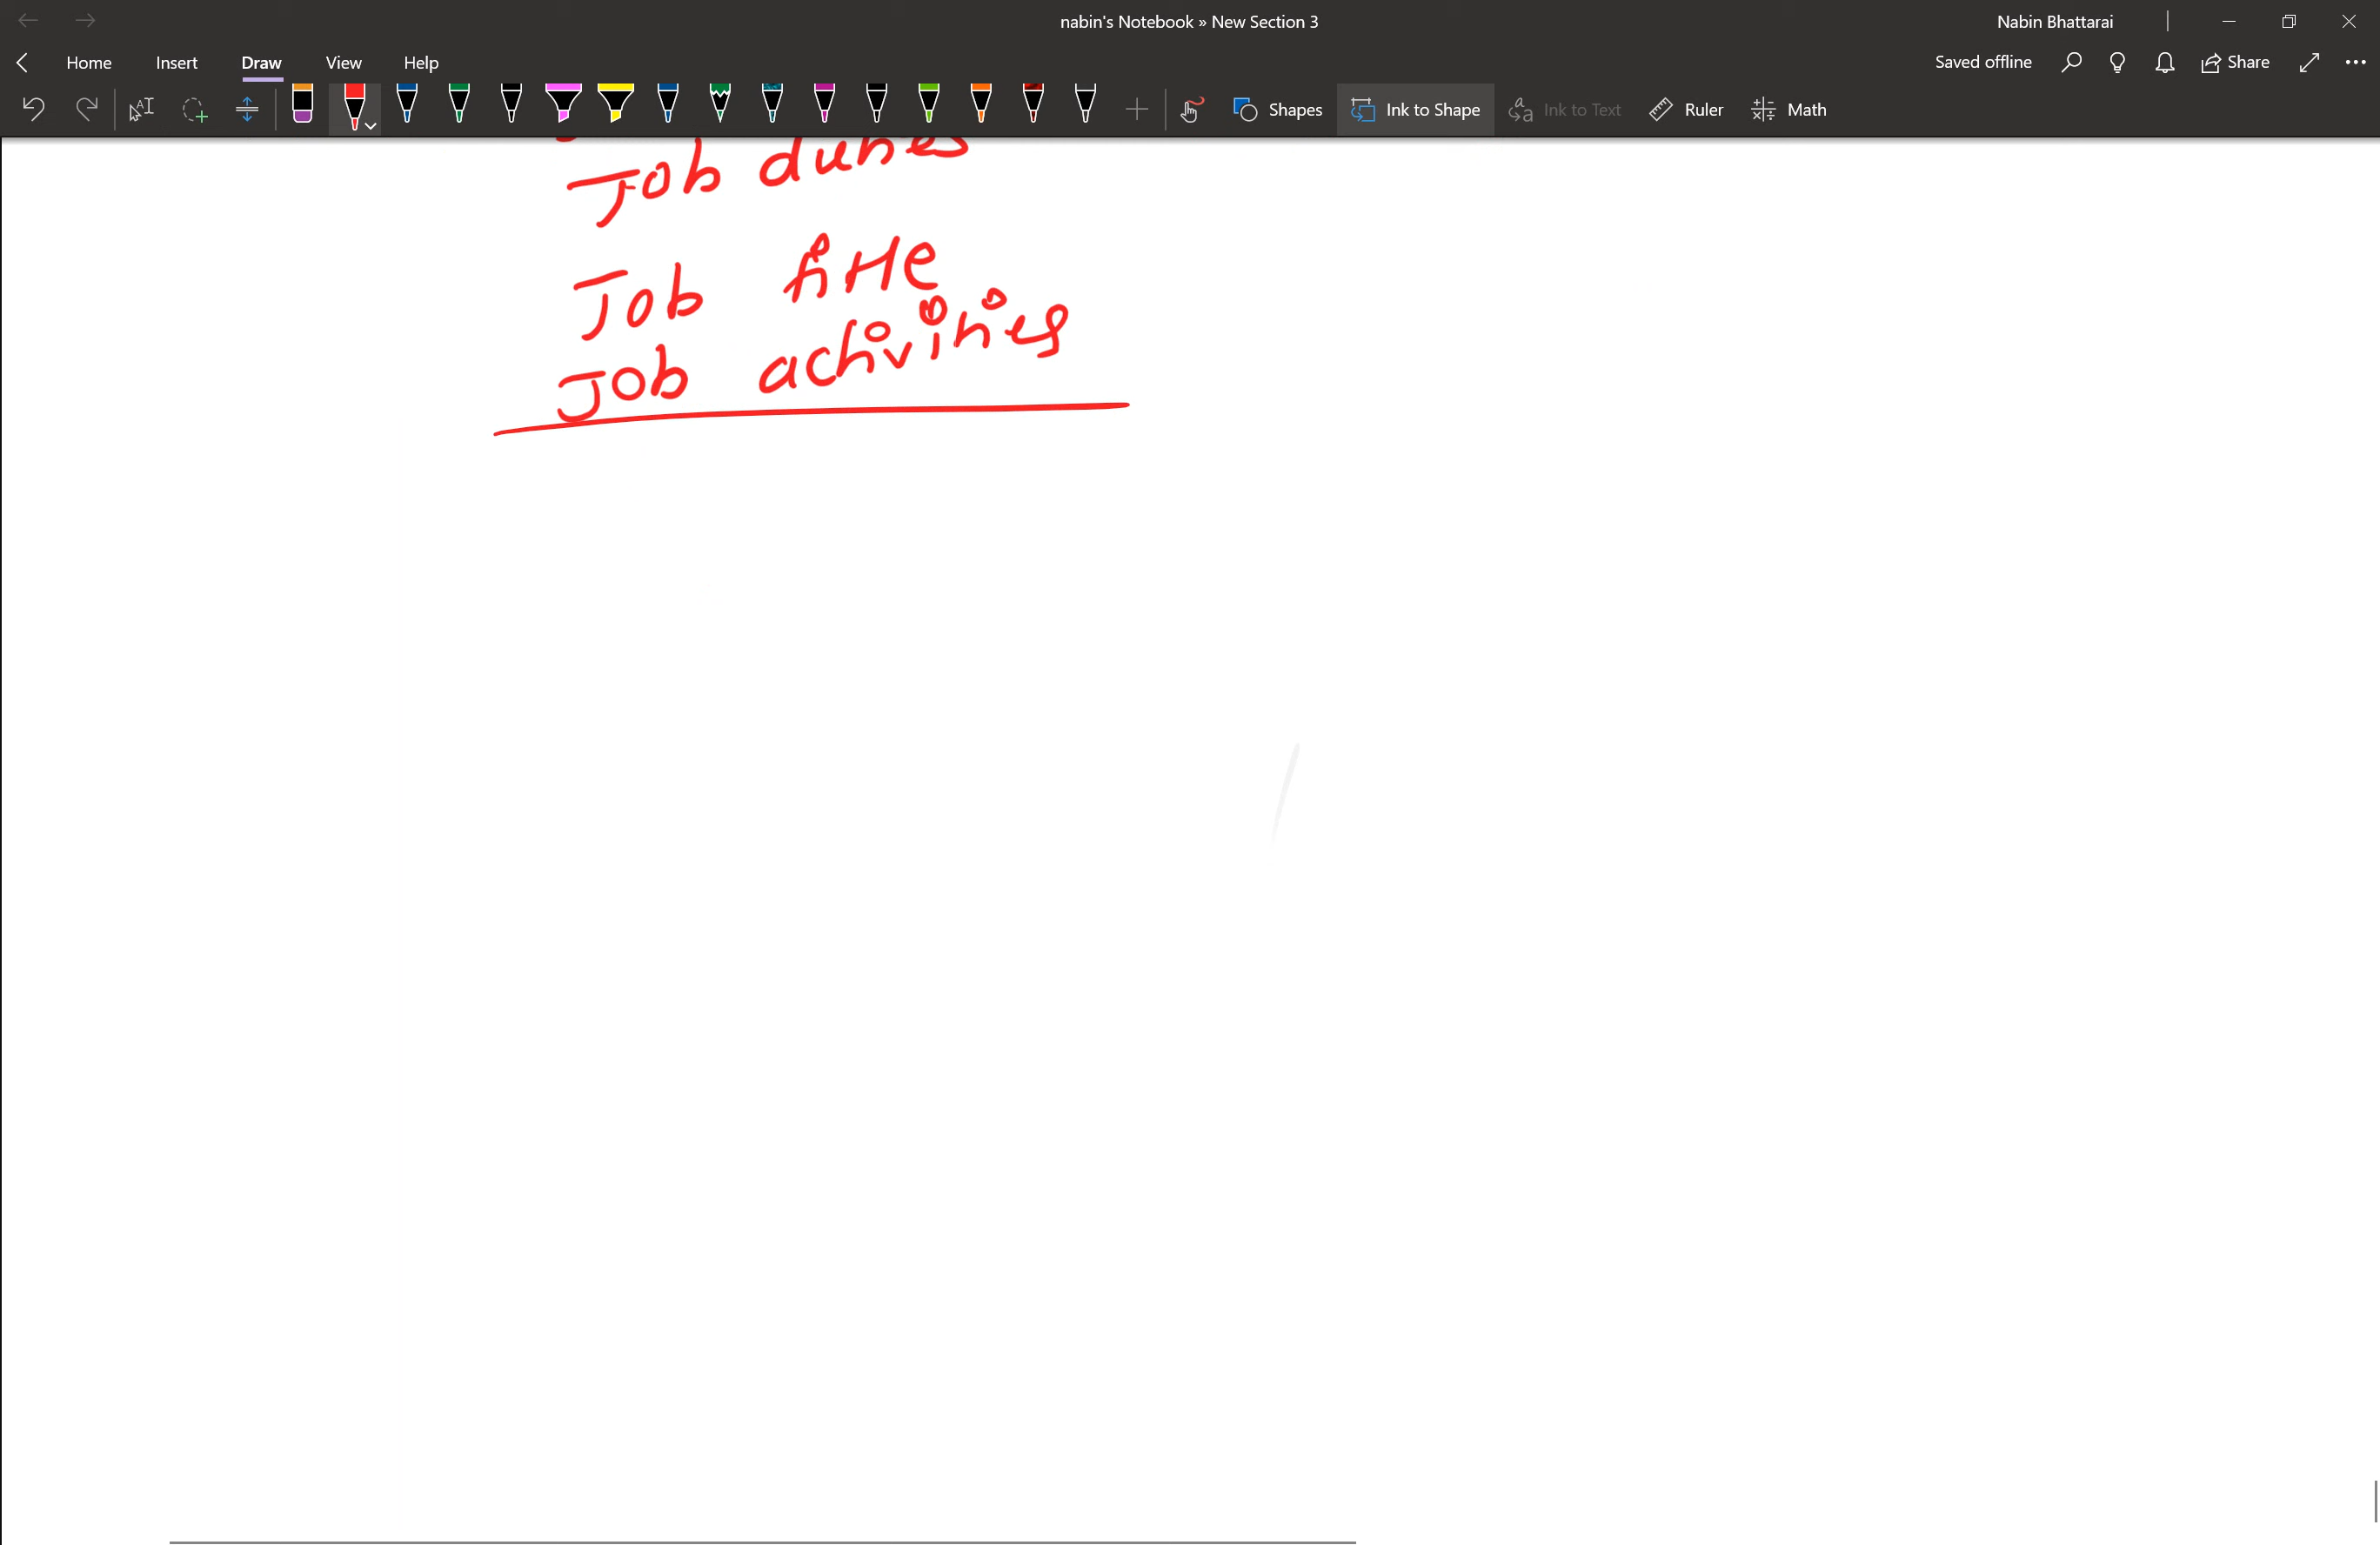 nabin's Notebook » New Section 3
Nabin Bhattarai
Home Insert Draw View Help
Saved offline
Share
Shapes Ink to Shape Ink to Text Ruler Math
Job duties
Job title
Job activities